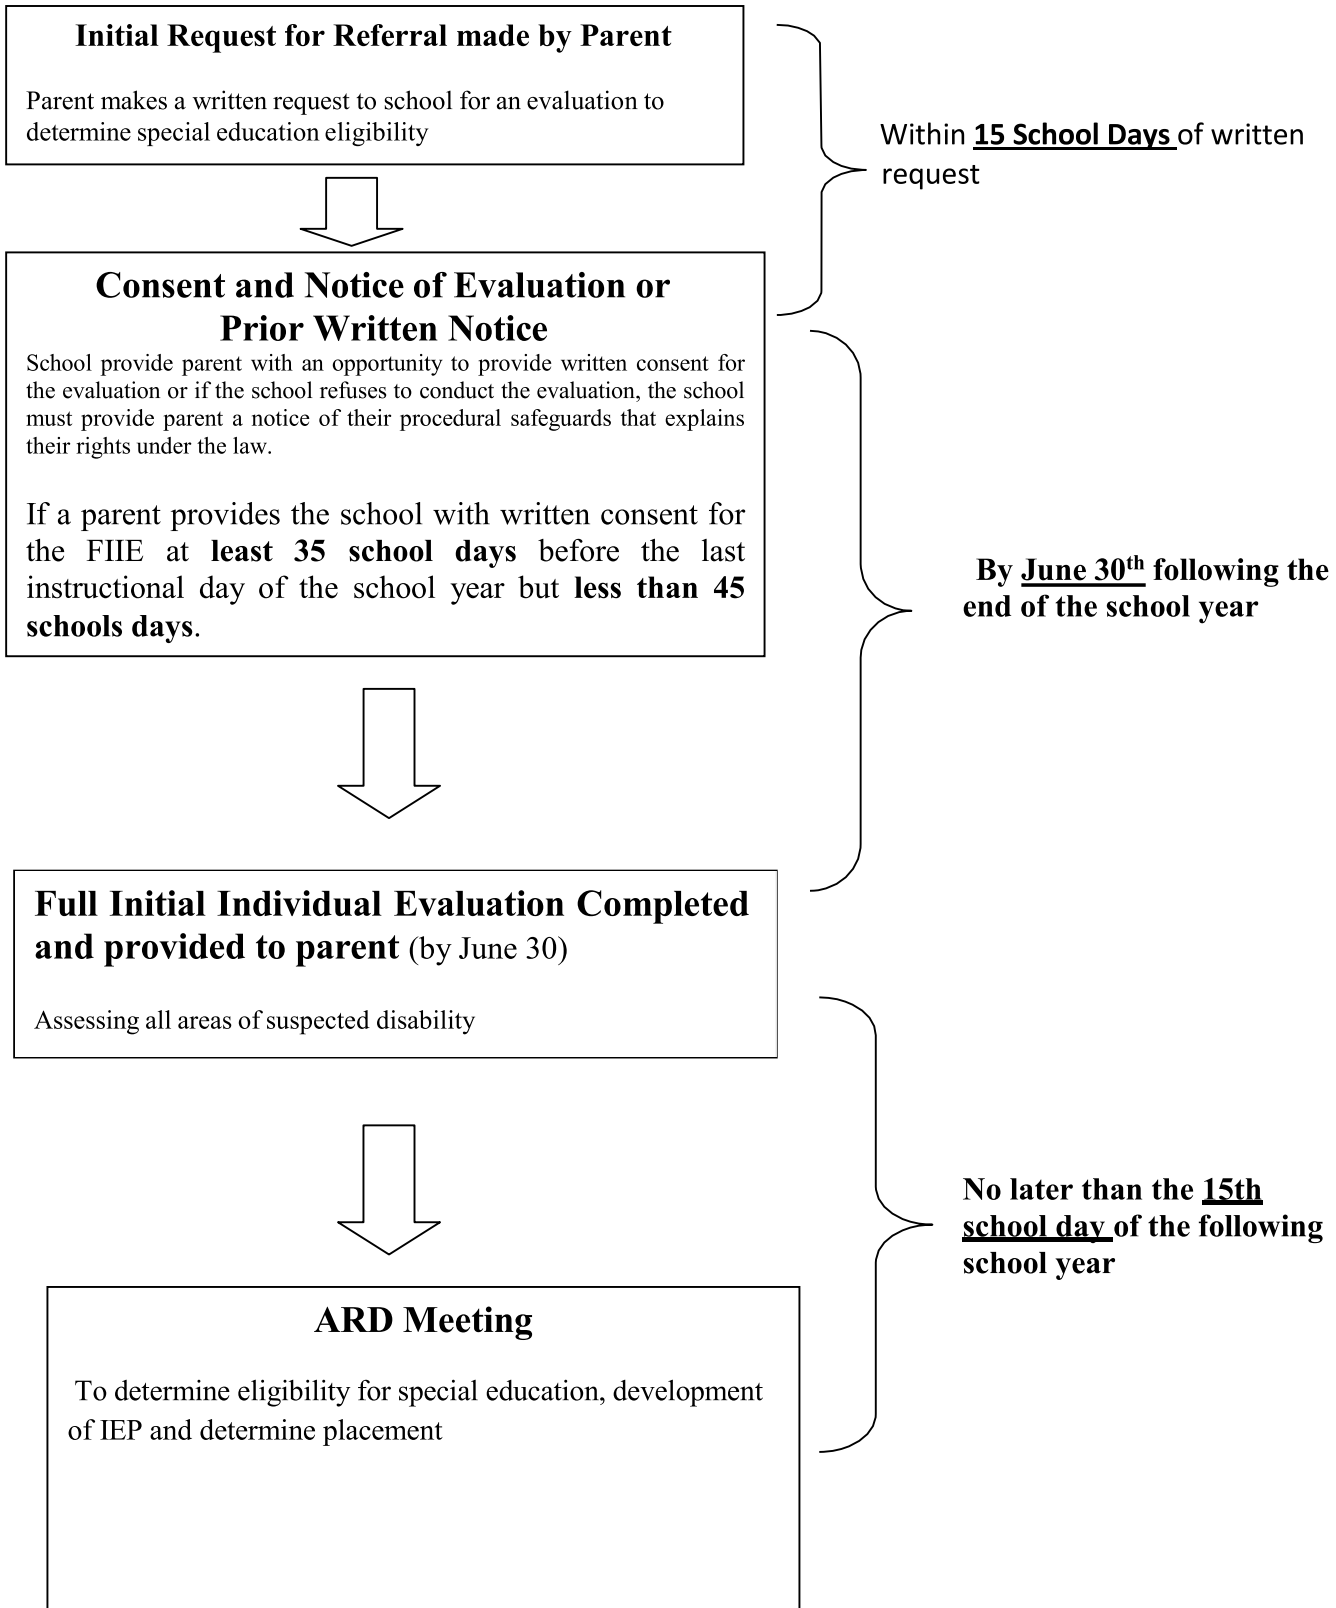 Initial Request for Referral made by Parent
Parent makes a written request to school for an evaluation to
determine special education eligibility
Within 15 School Days of written
request
Consent and Notice of Evaluation or
Prior Written Notice
School provide parent with an opportunity to provide written consent for
the evaluation or if the school refuses to conduct the evaluation, the school
must provide parent a notice of their procedural safeguards that explains
their rights under the law.
If a parent provides the school with written consent for
the FIIE at least 35 school days before the last
instructional day of the school year but less than 45
schools days.
By June 30th following the
end of the school year
Full Initial Individual Evaluation Completed
and provided to parent (by June 30)
Assessing all areas of suspected disability
No later than the 15th
school day of the following
school year
ARD Meeting
To determine eligibility for special education, development
of IEP and determine placement